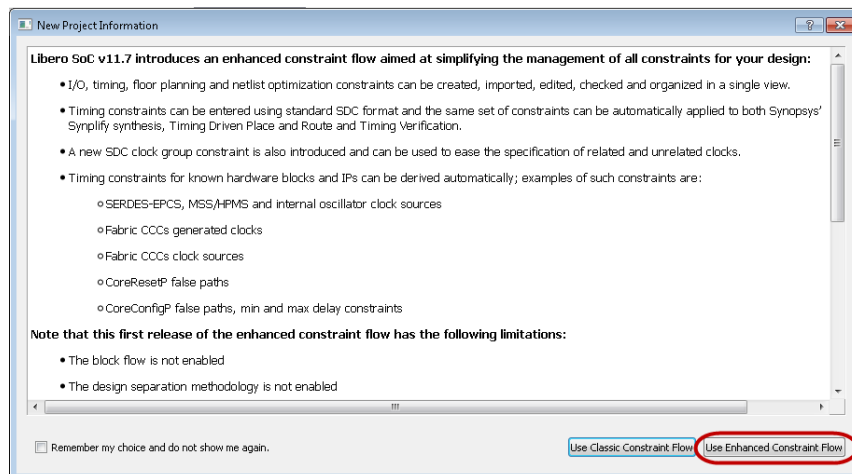 New Project Information
Libero SoC v11.7 introduces an enhanced constraint flow aimed at simplifying the management of all constraints for your design:
• I/O, timing, floor planning and netlist optimization constraints can be created, imported, edited, checked and organized in a single view.
• Timing constraints can be entered using standard SDC format and the same set of constraints can be automatically applied to both Synopsys'
Synplify synthesis, Timing Driven Place and Route and Timing Verification.
• A new SDC clock group constraint is also introduced and can be used to ease the specification of related and unrelated clocks.
• Timing constraints for known hardware blocks and IPs can be derived automatically; examples of such constraints are:
o SERDES-EPCS, MSS/HPMS and internal oscillator clock sources
o Fabric CCCs generated clocks
o Fabric CCCs clock sources
o CoreResetP false paths
o CoreConfigP false paths, min and max delay constraints
Note that this first release of the enhanced constraint flow has the following limitations:
• The block flow is not enabled
• The design separation methodology is not enabled
Remember my choice and do not show me again.
Use Classic Constraint Flow
Use Enhanced Constraint Flow